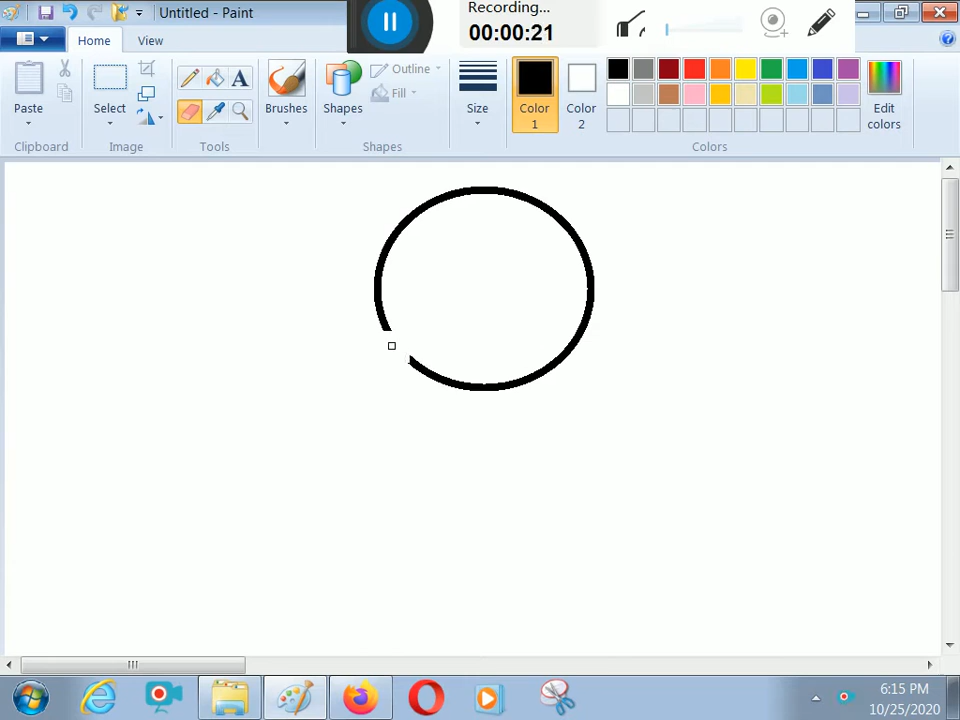 Untitled - Paint
Recording...
00:00:21
Home
View
Paste
Select
A
Brushes
Shapes
Outline
Fill
Size
Color
1
Color
2
Edit
colors
Clipboard
Image
Tools
Shapes
Colors
6:15 PM
10/25/2020